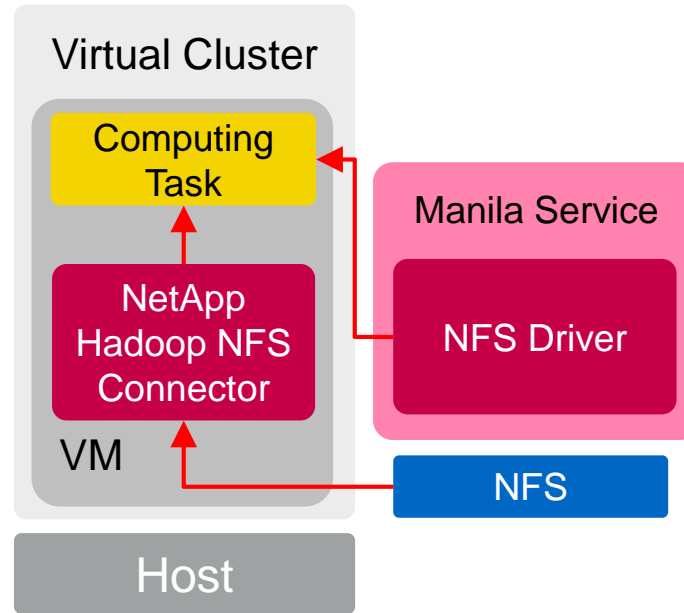 Virtual Cluster
Computing
Task
NetApp
Hadoop NFS
Connector
VM
Manila Service
NFS Driver
NFS
Host